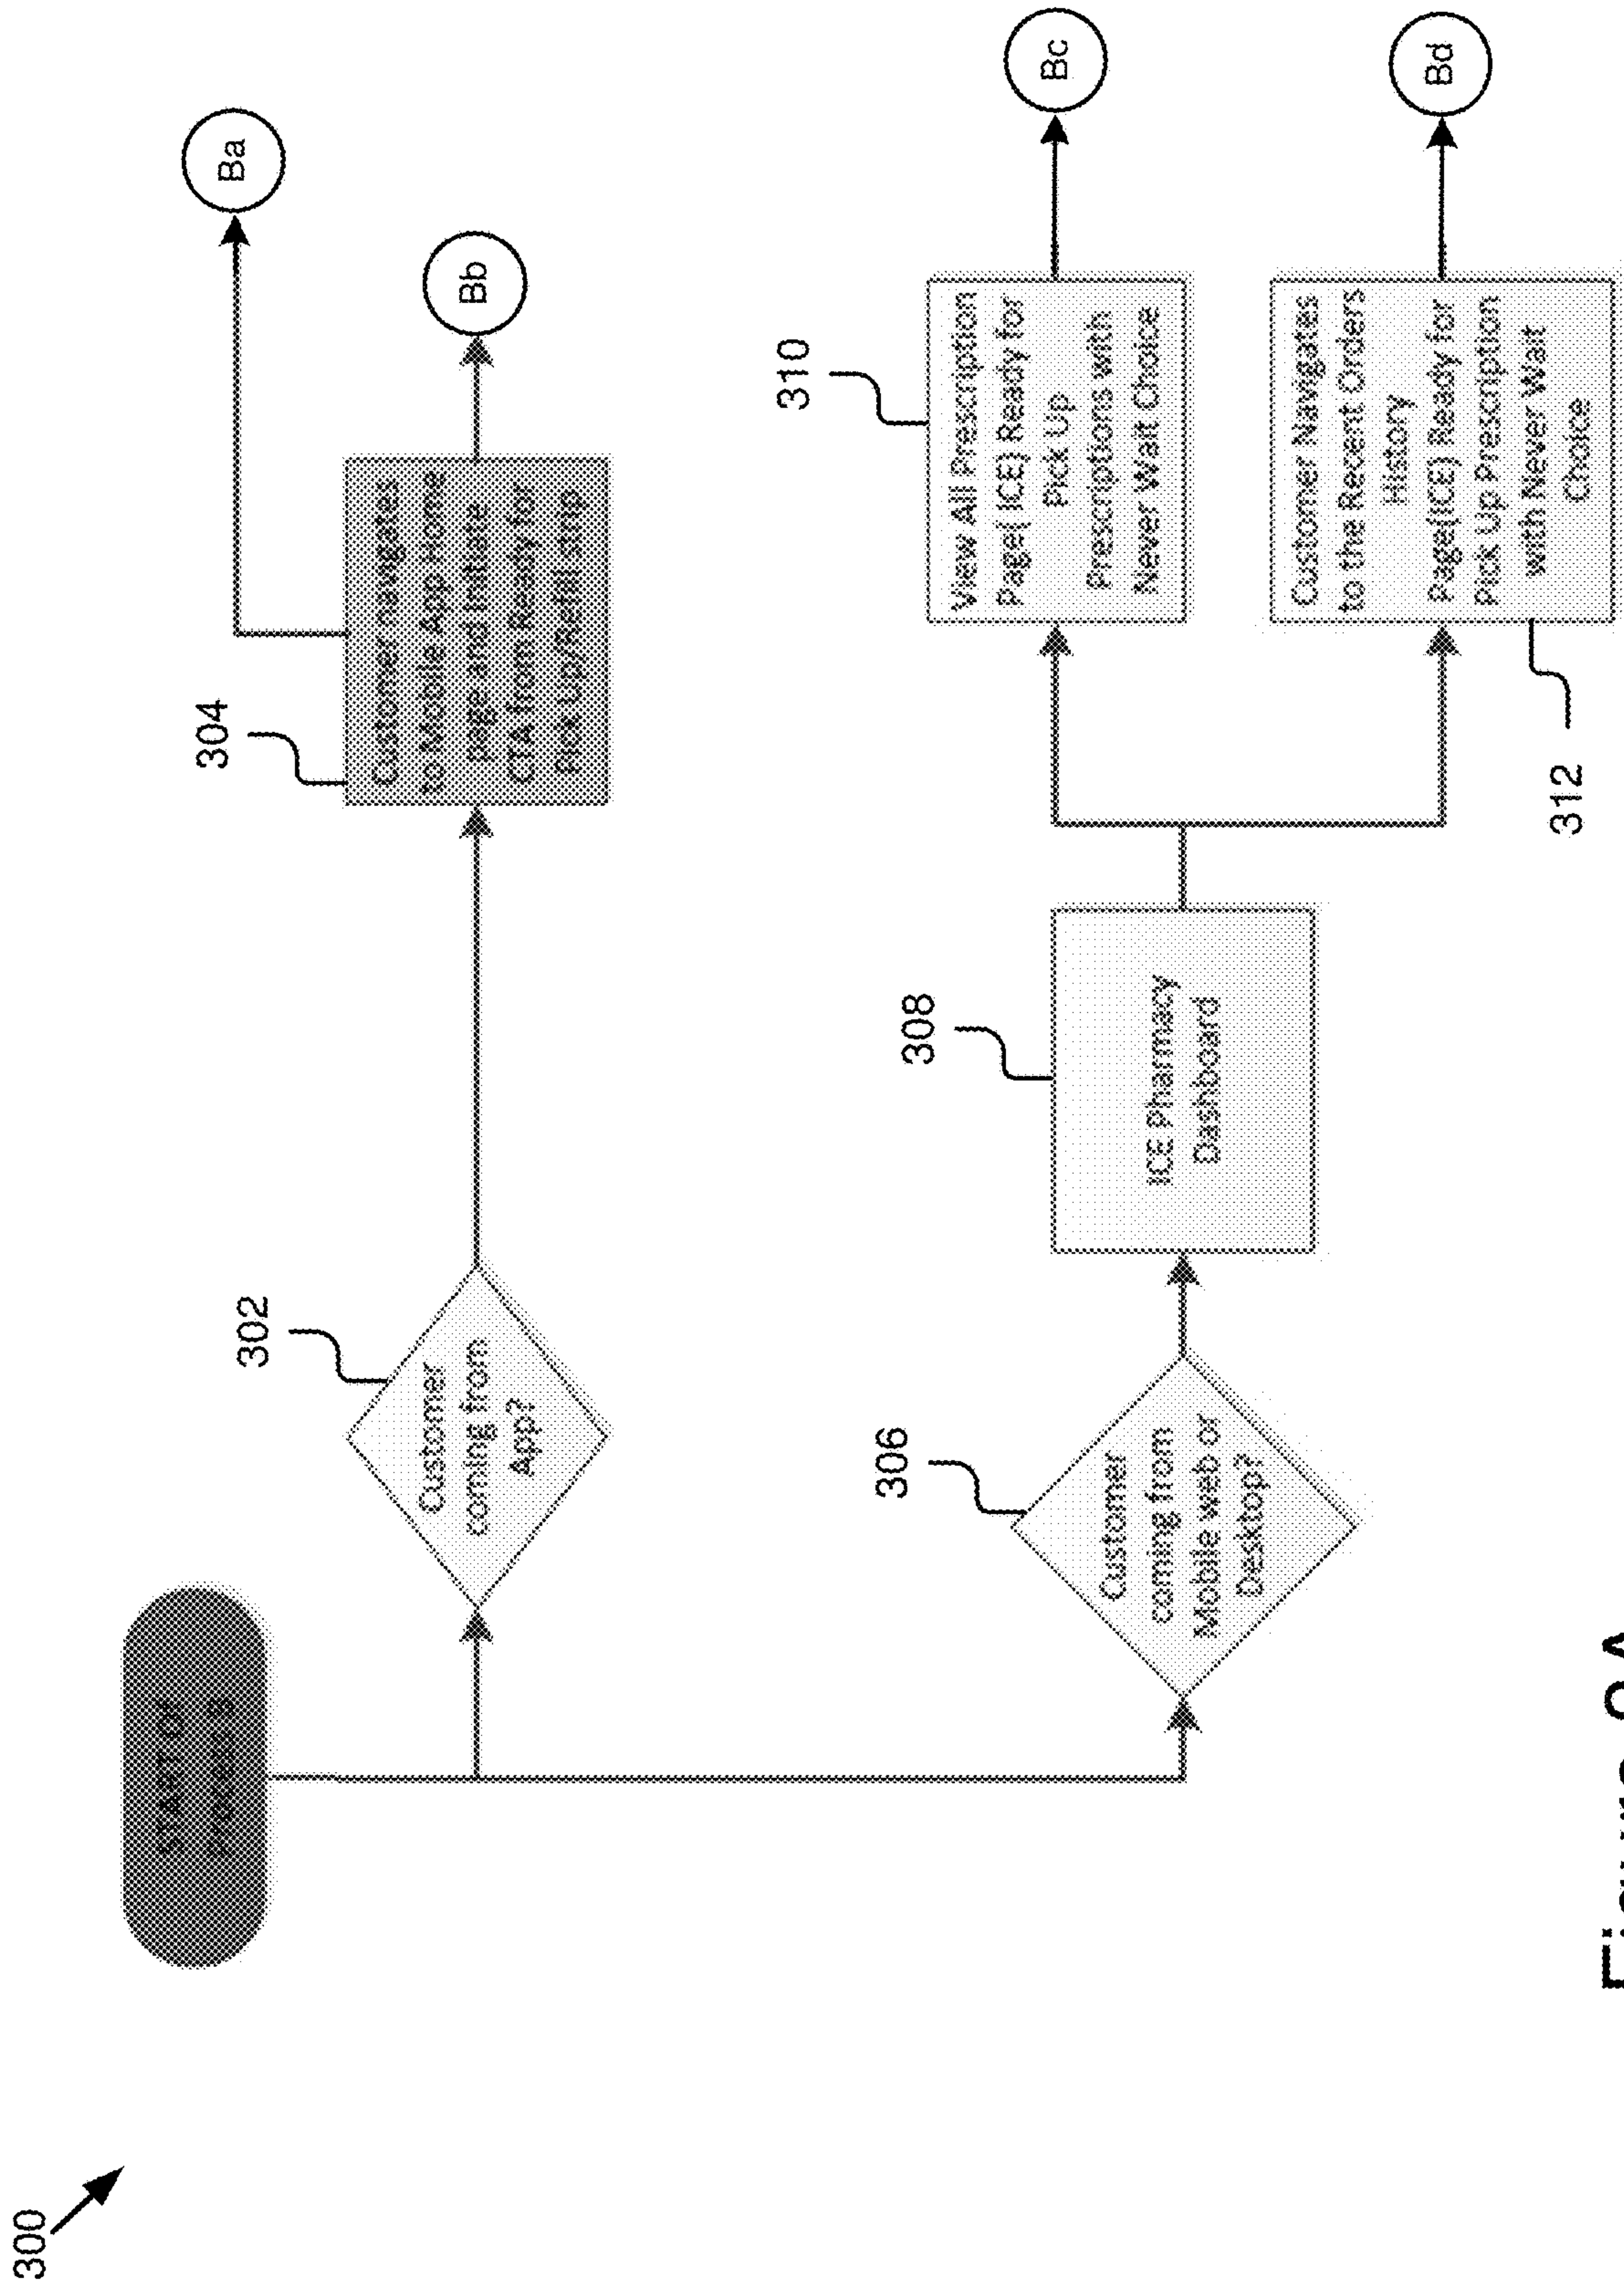 300
START OF
Process B
302
Customer
coming from
App?
304
Customer navigates
to Mobile App Home
page and Initiate
CTA from Ready for
Pick Up/Refill strip
Ba
Bb
306
Customer
coming from
Mobile web or
Desktop?
308
ICE Pharmacy
Dashboard
310
View All Prescription
Page( ICE) Ready for
Pick Up
Prescriptions with
Never Wait Choice
Bc
312
Customer Navigates
to the Recent Orders
History
Page(ICE) Ready for
Pick Up Prescription
with Never Wait
Choice
Bd
Figure